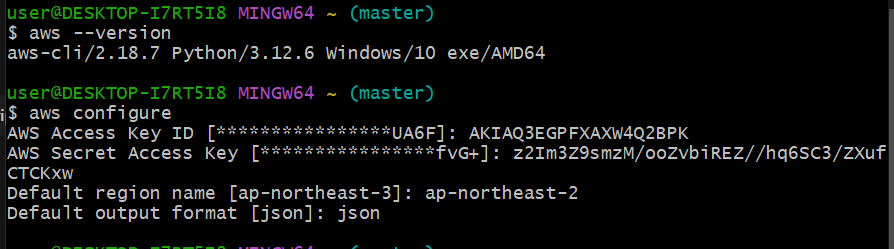 user@DESKTOP-I7RT5I8 MINGW64 ~ (master)
$ aws --version
aws-cli/2.18.7 Python/3.12.6 Windows/10 exe/AMD64
user@DESKTOP-I7RT5I8 MINGW64 ~ (master)
$ aws configure
AWS Access Key ID [****************UA6F]: AKIAQ3EGPFXAXW4Q2BPK
AWS Secret Access Key [****************fvG+]: z2Im3Z9smzM/ooZvbiREZ//hq6SC3/ZXuf
CTCKxw
Default region name [ap-northeast-3]: ap-northeast-2
Default output format [json]: json